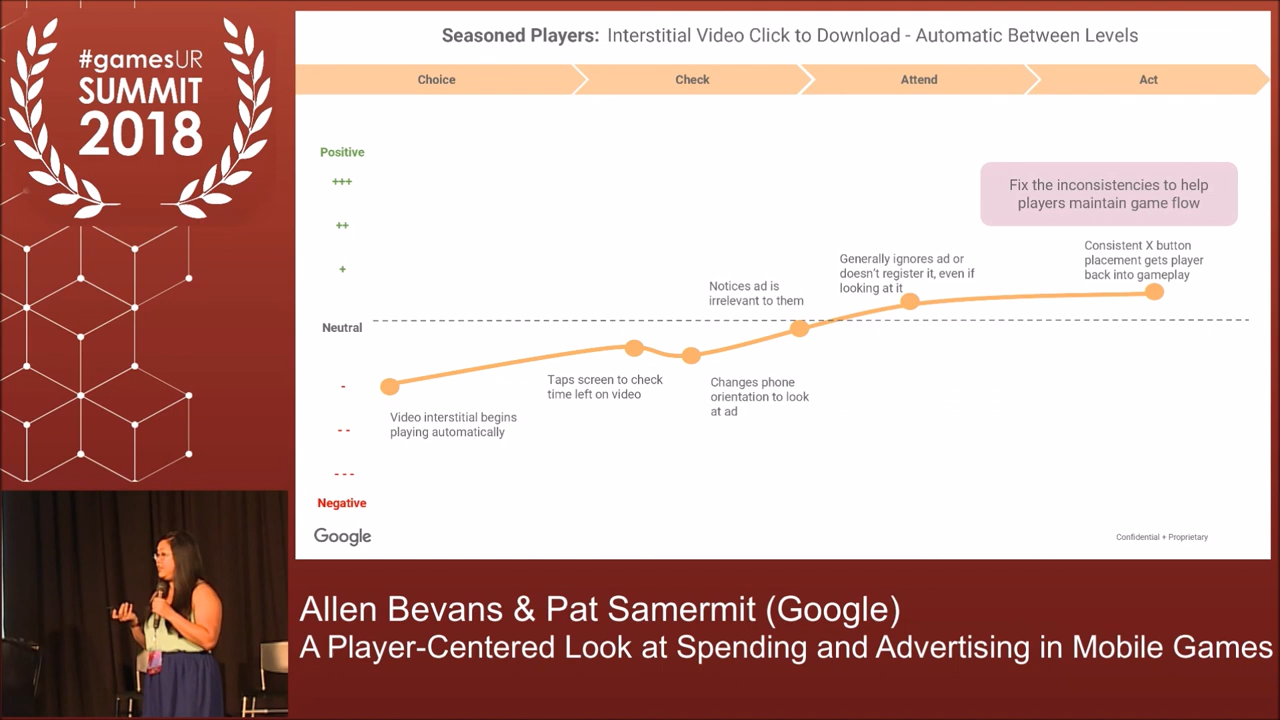 #gamesUR
SUMMIT
2018
Seasoned Players: Interstitial Video Click to Download - Automatic Between Levels
Choice
Check
Attend
Act
Positive
+++
++
+
Neutral
-
- -
- - -
Negative
Fix the inconsistencies to help
players maintain game flow
Video interstitial begins
playing automatically
Taps screen to check
time left on video
Changes phone
orientation to look
at ad
Notices ad is
irrelevant to them
Generally ignores ad or
doesn't register it, even if
looking at it
Consistent X button
placement gets player
back into gameplay
Google
Confidential + Proprietary
Allen Bevans & Pat Samermit (Google)
A Player-Centered Look at Spending and Advertising in Mobile Games